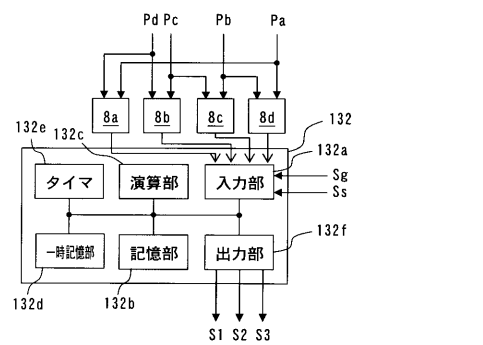 Pd Pc Pb Pa
8a 8b 8c 8d
132e 132c 132
132a
タイマ 演算部 入力部
Sg
Ss
132f
一時記憶部 記憶部 出力部
132d 132b
S1 S2 S3